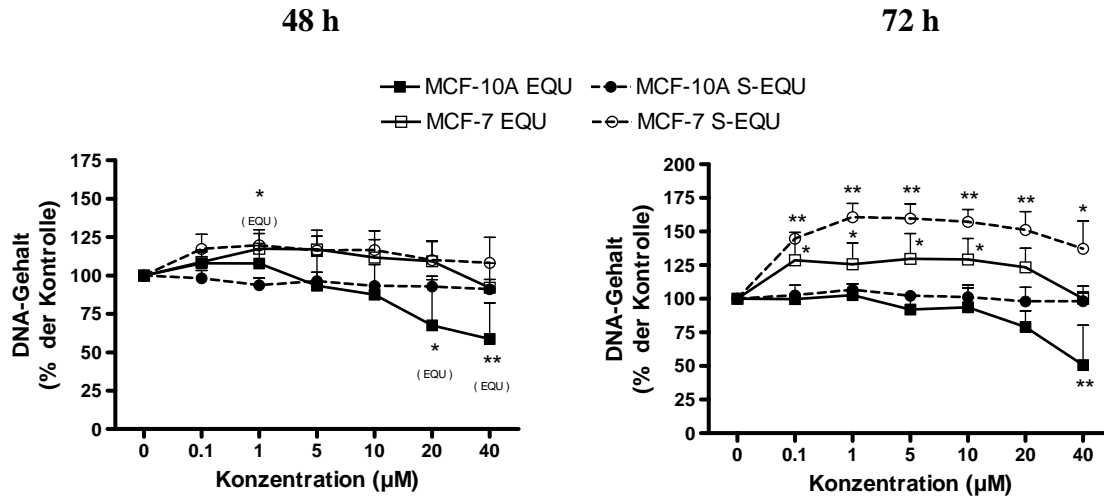 48 h
72 h
MCF-10A EQU
MCF-10A S-EQU
MCF-7 EQU
MCF-7 S-EQU
DNA-Gehalt
(% der Kontrolle)
175
150
125
100
75
50
25
0
*
( EQU )
*
( EQU )
**
( EQU )
0 0.1 1 5 10 20 40
Konzentration (µM)
DNA-Gehalt
(% der Kontrolle)
200
175
150
125
100
75
50
25
0
** ** ** ** ** *
* * * *
**
0 0.1 1 5 10 20 40
Konzentration (µM)